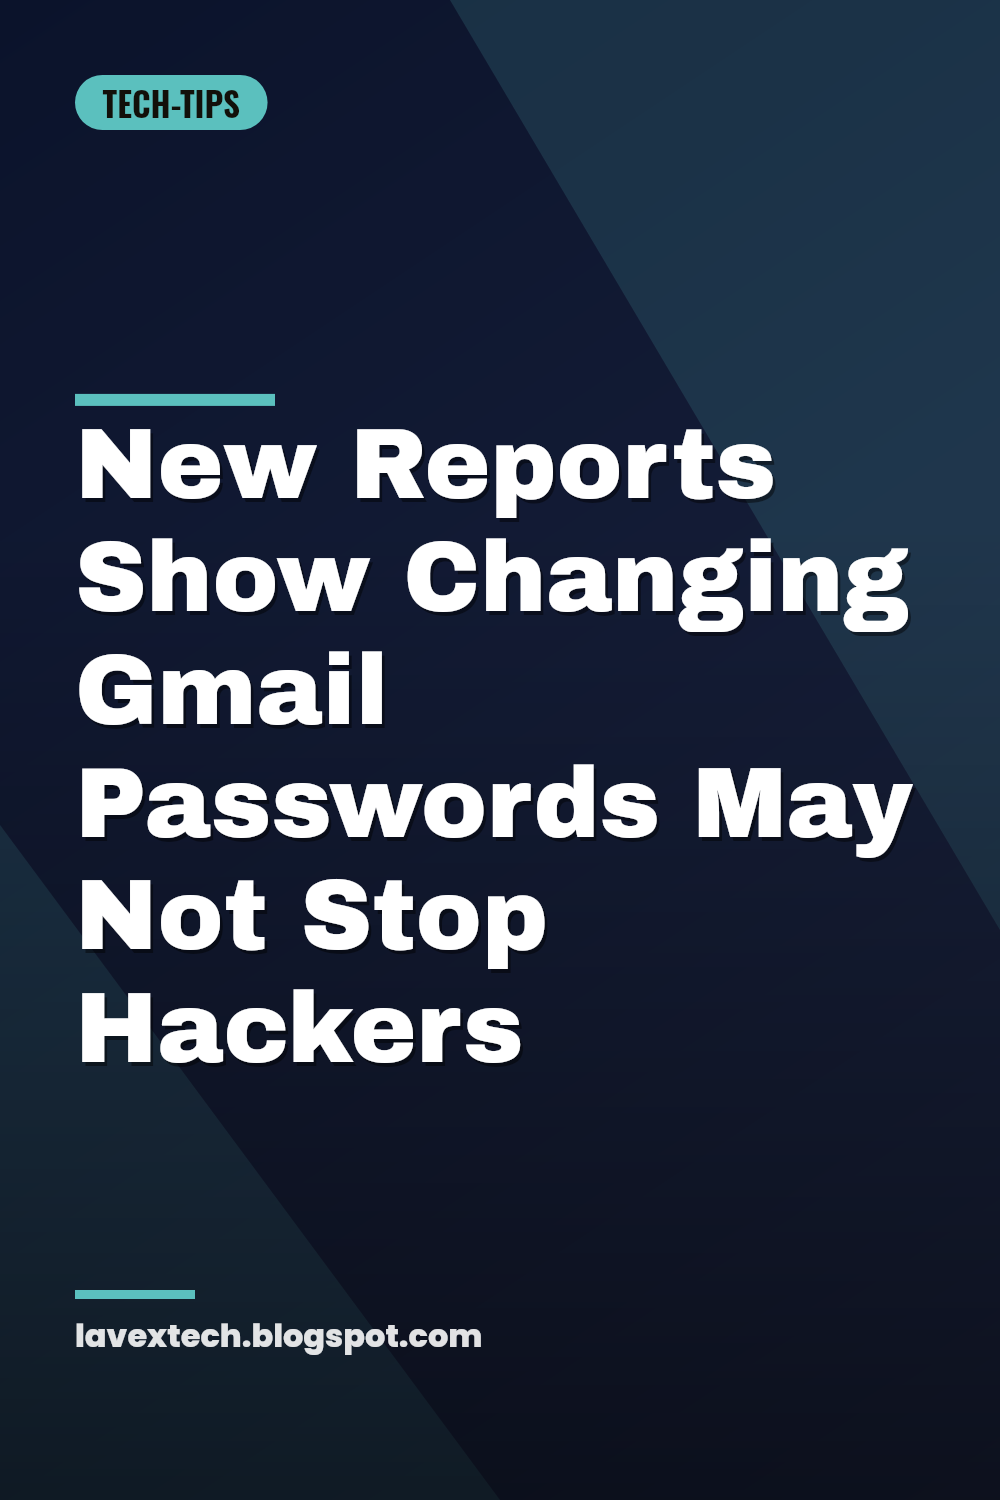 TECH-TIPS
New Reports
Show Changing
Gmail
Passwords May
Not Stop
Hackers
lavextech.blogspot.com